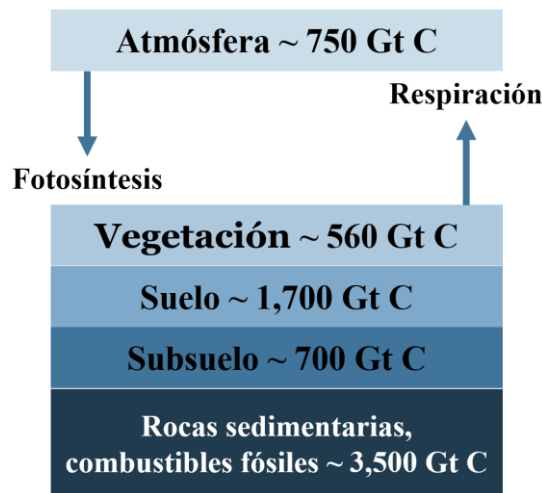 Atmósfera ~ 750 Gt C
Respiración
Fotosíntesis
Vegetación ~ 560 Gt C
Suelo ~ 1,700 Gt C
Subsuelo ~ 700 Gt C
Rocas sedimentarias,
combustibles fósiles ~ 3,500 Gt C